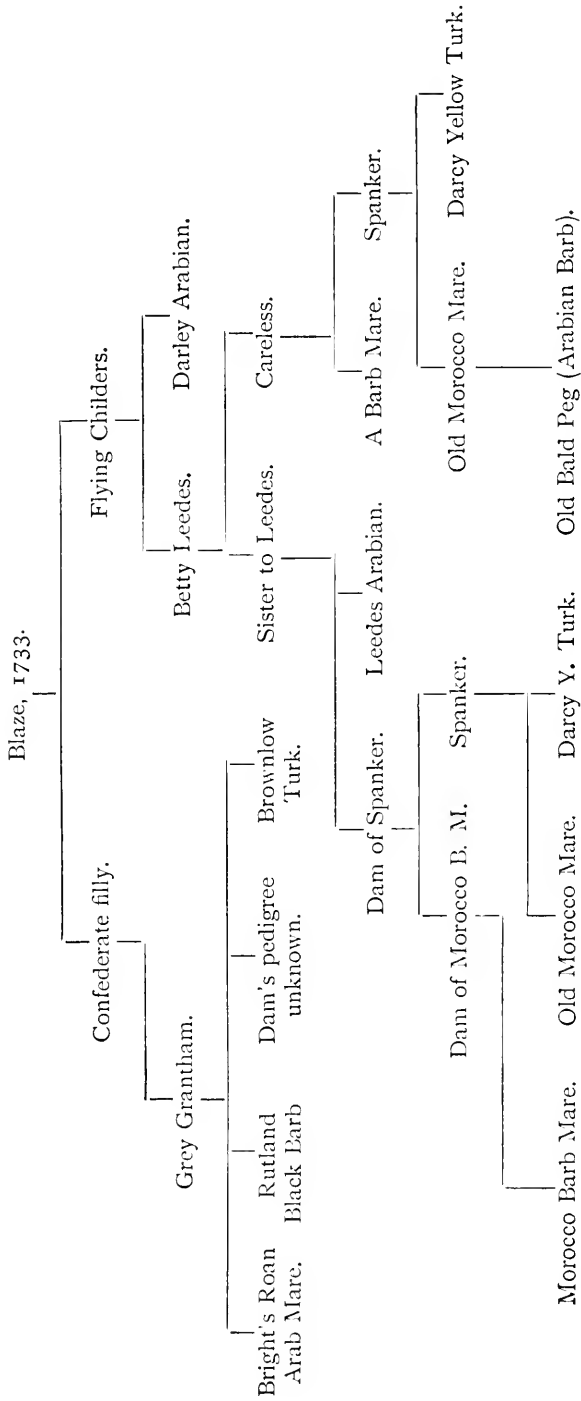 Blaze, 1733.
Confederate filly.
Flying Childers.
Grey Grantham.
Betty Leedes.
Darley Arabian.
Bright's Roan
Arab Mare.
Rutland
Black Barb
Dam's pedigree
unknown.
Brownlow
Turk.
Sister to Leedes.
Careless.
Dam of Spanker.
Leedes Arabian.
A Barb Mare.
Spanker.
Dam of Morocco B. M.
Spanker.
Old Morocco Mare.
Darcy Yellow Turk.
Morocco Barb Mare.
Old Morocco Mare.
Darcy Y. Turk.
Old Bald Peg (Arabian Barb).